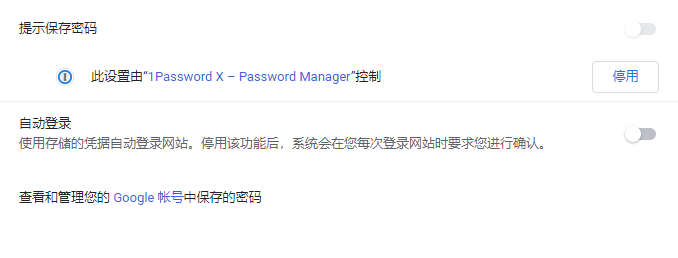 提示保存密码
此设置由“1Password X – Password Manager”控制
停用
自动登录
使用存储的凭据自动登录网站。停用该功能后，系统会在您每次登录网站时要求您进行确认。
查看和管理您的 Google 帐号中保存的密码